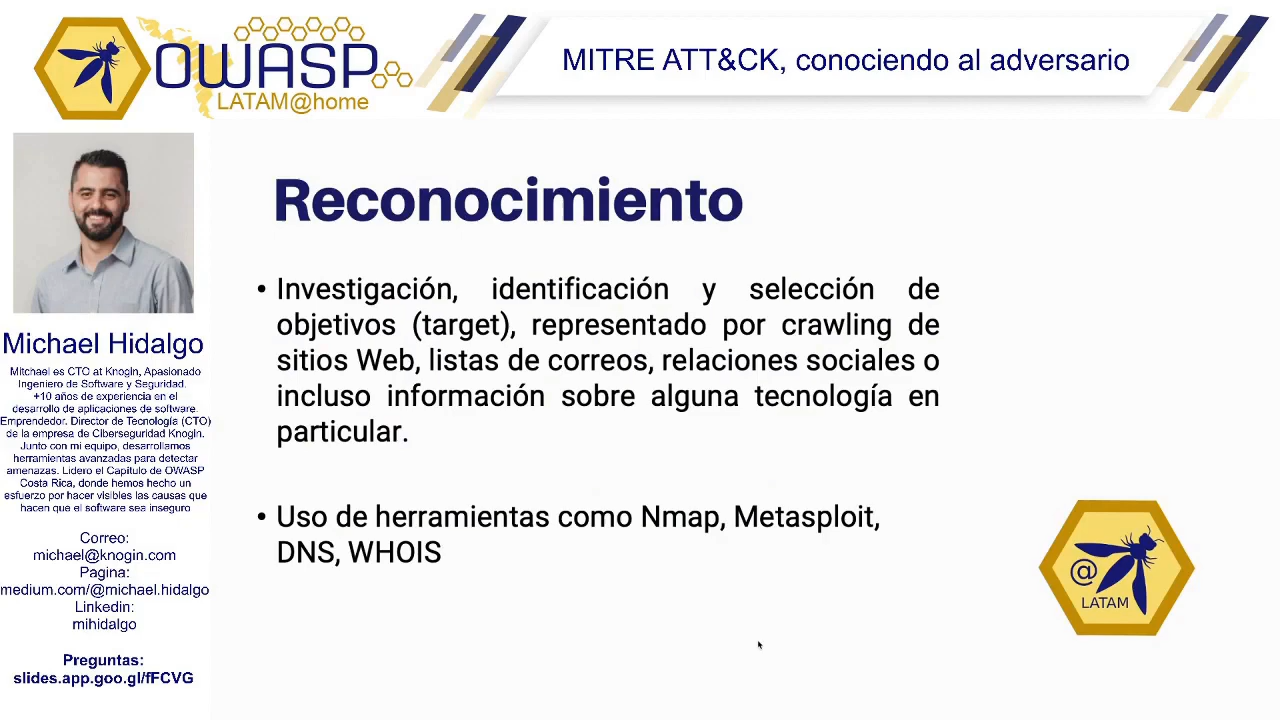 OWASP
LATAM@home
MITRE ATT&CK, conociendo al adversario
Michael Hidalgo
Mitchael es CTO at Knogin, Apasionado
Ingeniero de Software y Seguridad.
+10 años de experiencia en el
desarrollo de aplicaciones de software.
Emprendedor. Director de Tecnología (CTO)
de la empresa de Ciberseguridad Knogin.
Junto con mi equipo, desarrollamos
herramientas avanzadas para detectar
amenazas. Lidero el Capítulo de OWASP
Costa Rica, donde hemos hecho un
esfuerzo por hacer visibles las causas que
hacen que el software sea inseguro
Correo:
michael@knogin.com
Pagina:
medium.com/@michael.hidalgo
Linkedin:
mihidalgo
Preguntas:
slides.app.goo.gl/fFCVG
Reconocimiento
• Investigación, identificación y selección de
objetivos (target), representado por crawling de
sitios Web, listas de correos, relaciones sociales o
incluso información sobre alguna tecnología en
particular.
• Uso de herramientas como Nmap, Metasploit,
DNS, WHOIS
@
LATAM